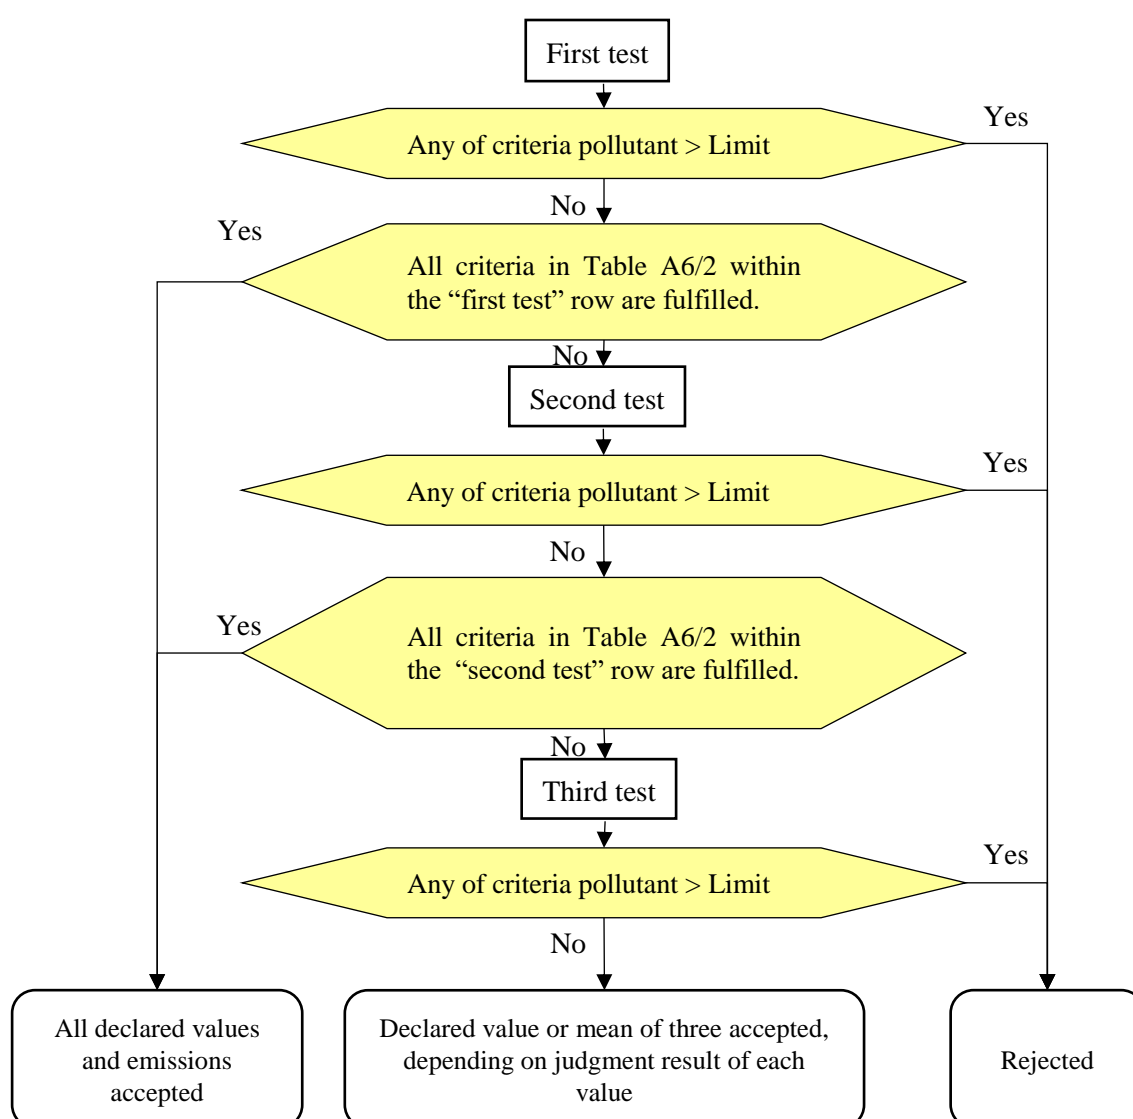 First test
Yes
Any of criteria pollutant > Limit
No
Yes
All criteria in Table A6/2 within
the “first test” row are fulfilled.
No
Second test
Yes
Any of criteria pollutant > Limit
No
Yes
All criteria in Table A6/2 within
the “second test” row are fulfilled.
No
Third test
Yes
Any of criteria pollutant > Limit
No
All declared values
and emissions
accepted
Declared value or mean of three accepted,
depending on judgment result of each
value
Rejected